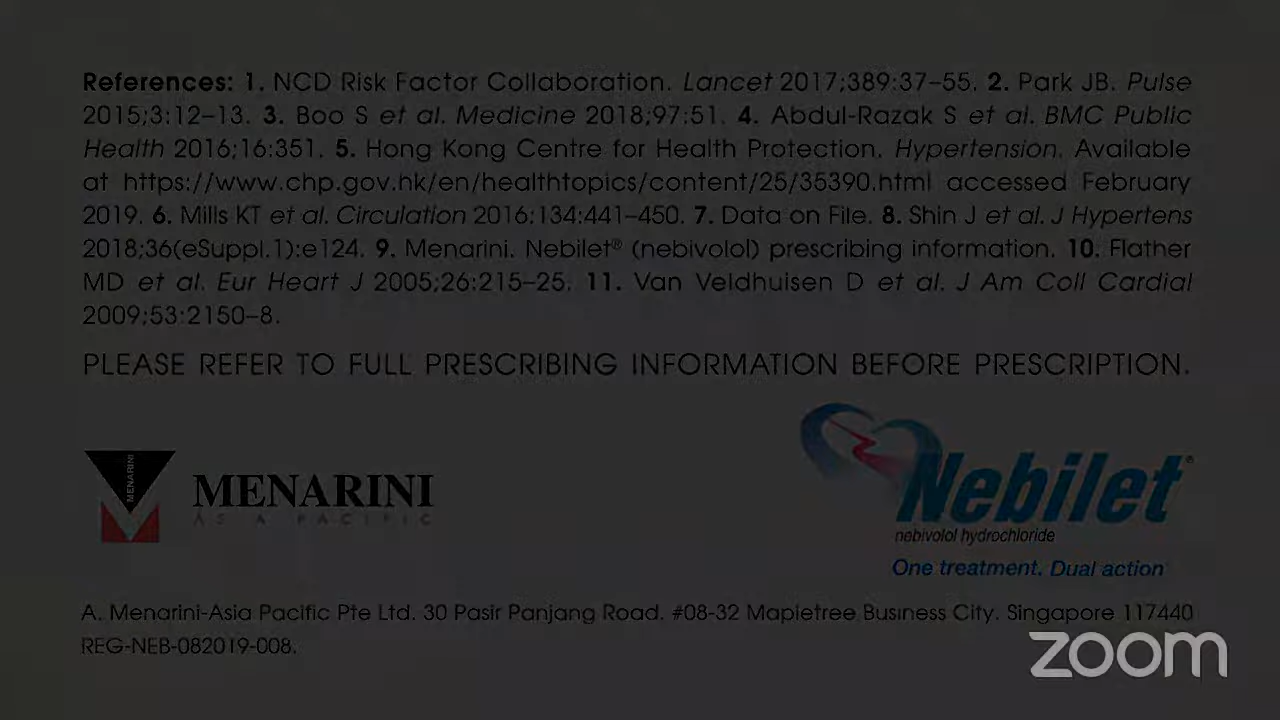 References: 1. NCD Risk Factor Collaboration. Lancet 2017;389:37–55. 2. Park JB. Pulse
2015;3:12–13. 3. Boo S et al. Medicine 2018;97:51. 4. Abdul-Razak S et al. BMC Public
Health 2016;16:351. 5. Hong Kong Centre for Health Protection. Hypertension. Available
at https://www.chp.gov.hk/en/healthtopics/content/25/35390.html accessed February
2019. 6. Mills KT et al. Circulation 2016;134:441–450. 7. Data on File. 8. Shin J et al. J Hypertens
2018;36(eSuppl.1):e124. 9. Menarini. Nebilet® (nebivolol) prescribing information. 10. Flather
MD et al. Eur Heart J 2005;26:215–25. 11. Van Veldhuisen D et al. J Am Coll Cardial
2009;53:2150–8.
PLEASE REFER TO FULL PRESCRIBING INFORMATION BEFORE PRESCRIPTION.
MENARINI
MENARINI
ASIA PACIFIC
Nebilet®
nebivolol hydrochloride
One treatment. Dual action
A. Menarini-Asia Pacific Pte Ltd. 30 Pasir Panjang Road. #08-32 Mapletree Business City. Singapore 117440
REG-NEB-082019-008.
zoom